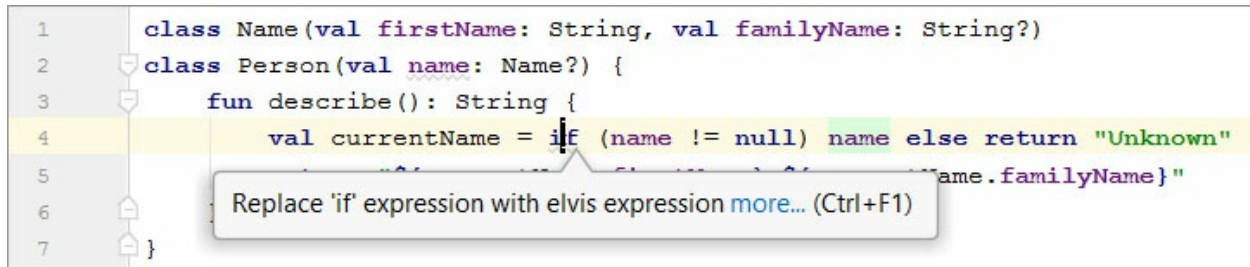 1 class Name(val firstName: String, val familyName: String?)
2 class Person(val name: Name?) {
3 fun describe(): String {
4 val currentName = if (name != null) name else return "Unknown"
5 Name.familyName}"
Replace 'if' expression with elvis expression more... (Ctrl+F1)
6
7 }